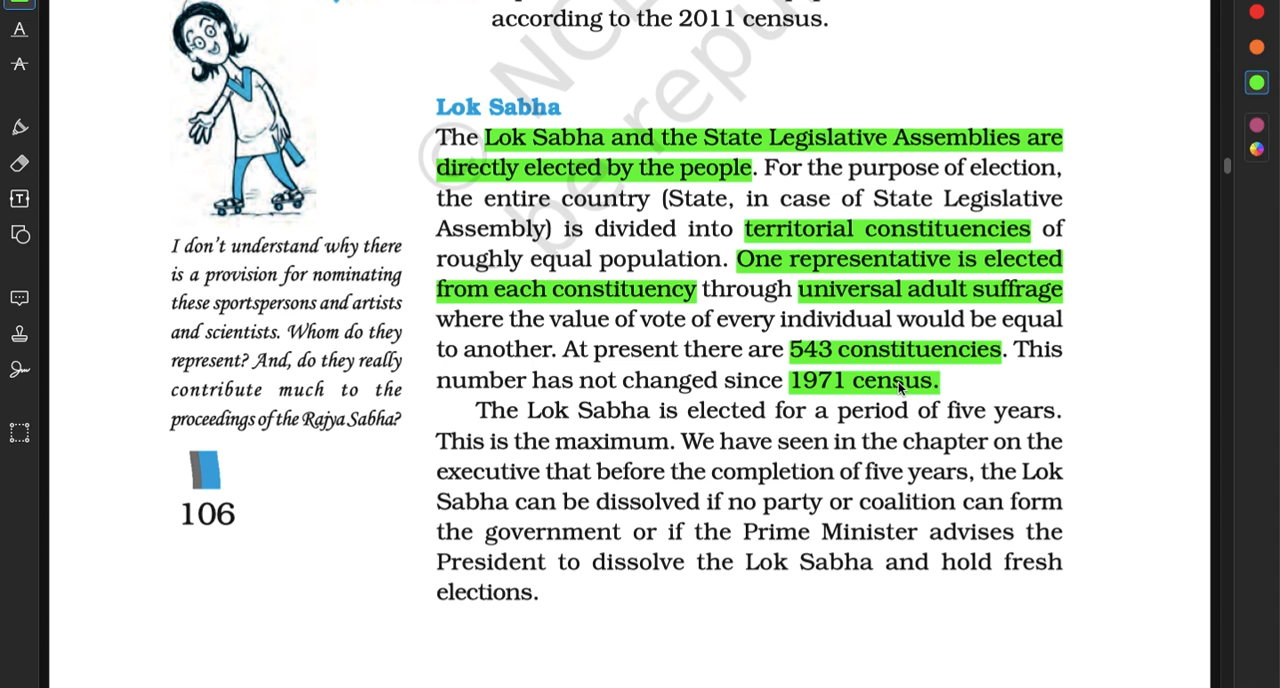 according to the 2011 census.
Lok Sabha
The Lok Sabha and the State Legislative Assemblies are
directly elected by the people. For the purpose of election,
the entire country (State, in case of State Legislative
Assembly) is divided into territorial constituencies of
roughly equal population. One representative is elected
from each constituency through universal adult suffrage
where the value of vote of every individual would be equal
to another. At present there are 543 constituencies. This
number has not changed since 1971 census.
The Lok Sabha is elected for a period of five years.
This is the maximum. We have seen in the chapter on the
executive that before the completion of five years, the Lok
Sabha can be dissolved if no party or coalition can form
the government or if the Prime Minister advises the
President to dissolve the Lok Sabha and hold fresh
elections.
I don't understand why there
is a provision for nominating
these sportspersons and artists
and scientists. Whom do they
represent? And, do they really
contribute much to the
proceedings of the Rajya Sabha?
106
© NC
be repu